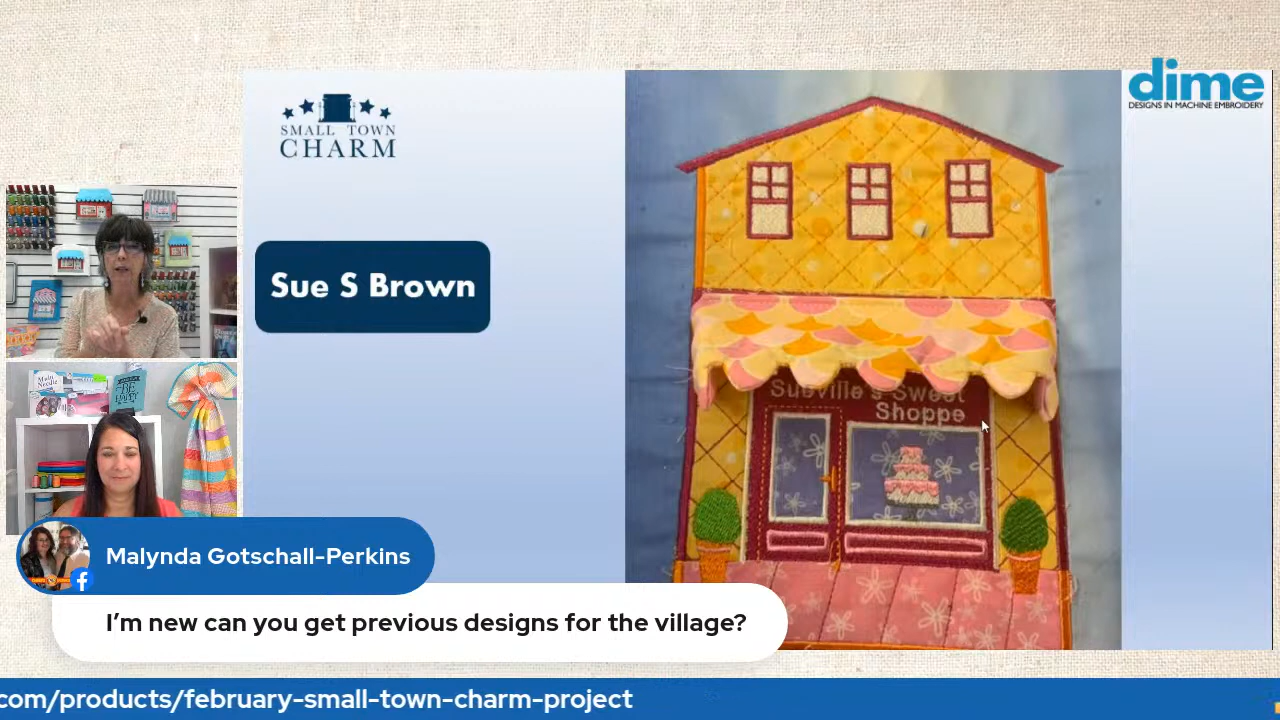 dime
DESIGNS IN MACHINE EMBROIDERY
SMALL TOWN
CHARM
Sue S Brown
Sueville's Sweet
Shoppe
Malynda Gotschall-Perkins
I'm new can you get previous designs for the village?
com/products/february-small-town-charm-project